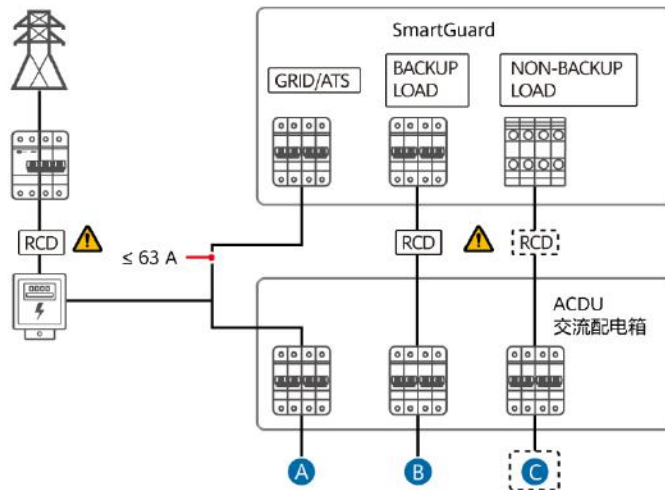 SmartGuard
GRID/ATS
BACKUP
LOAD
NON-BACKUP
LOAD
RCD
≤ 63 A
RCD
RCD
ACDU
交流配电箱
A
B
C